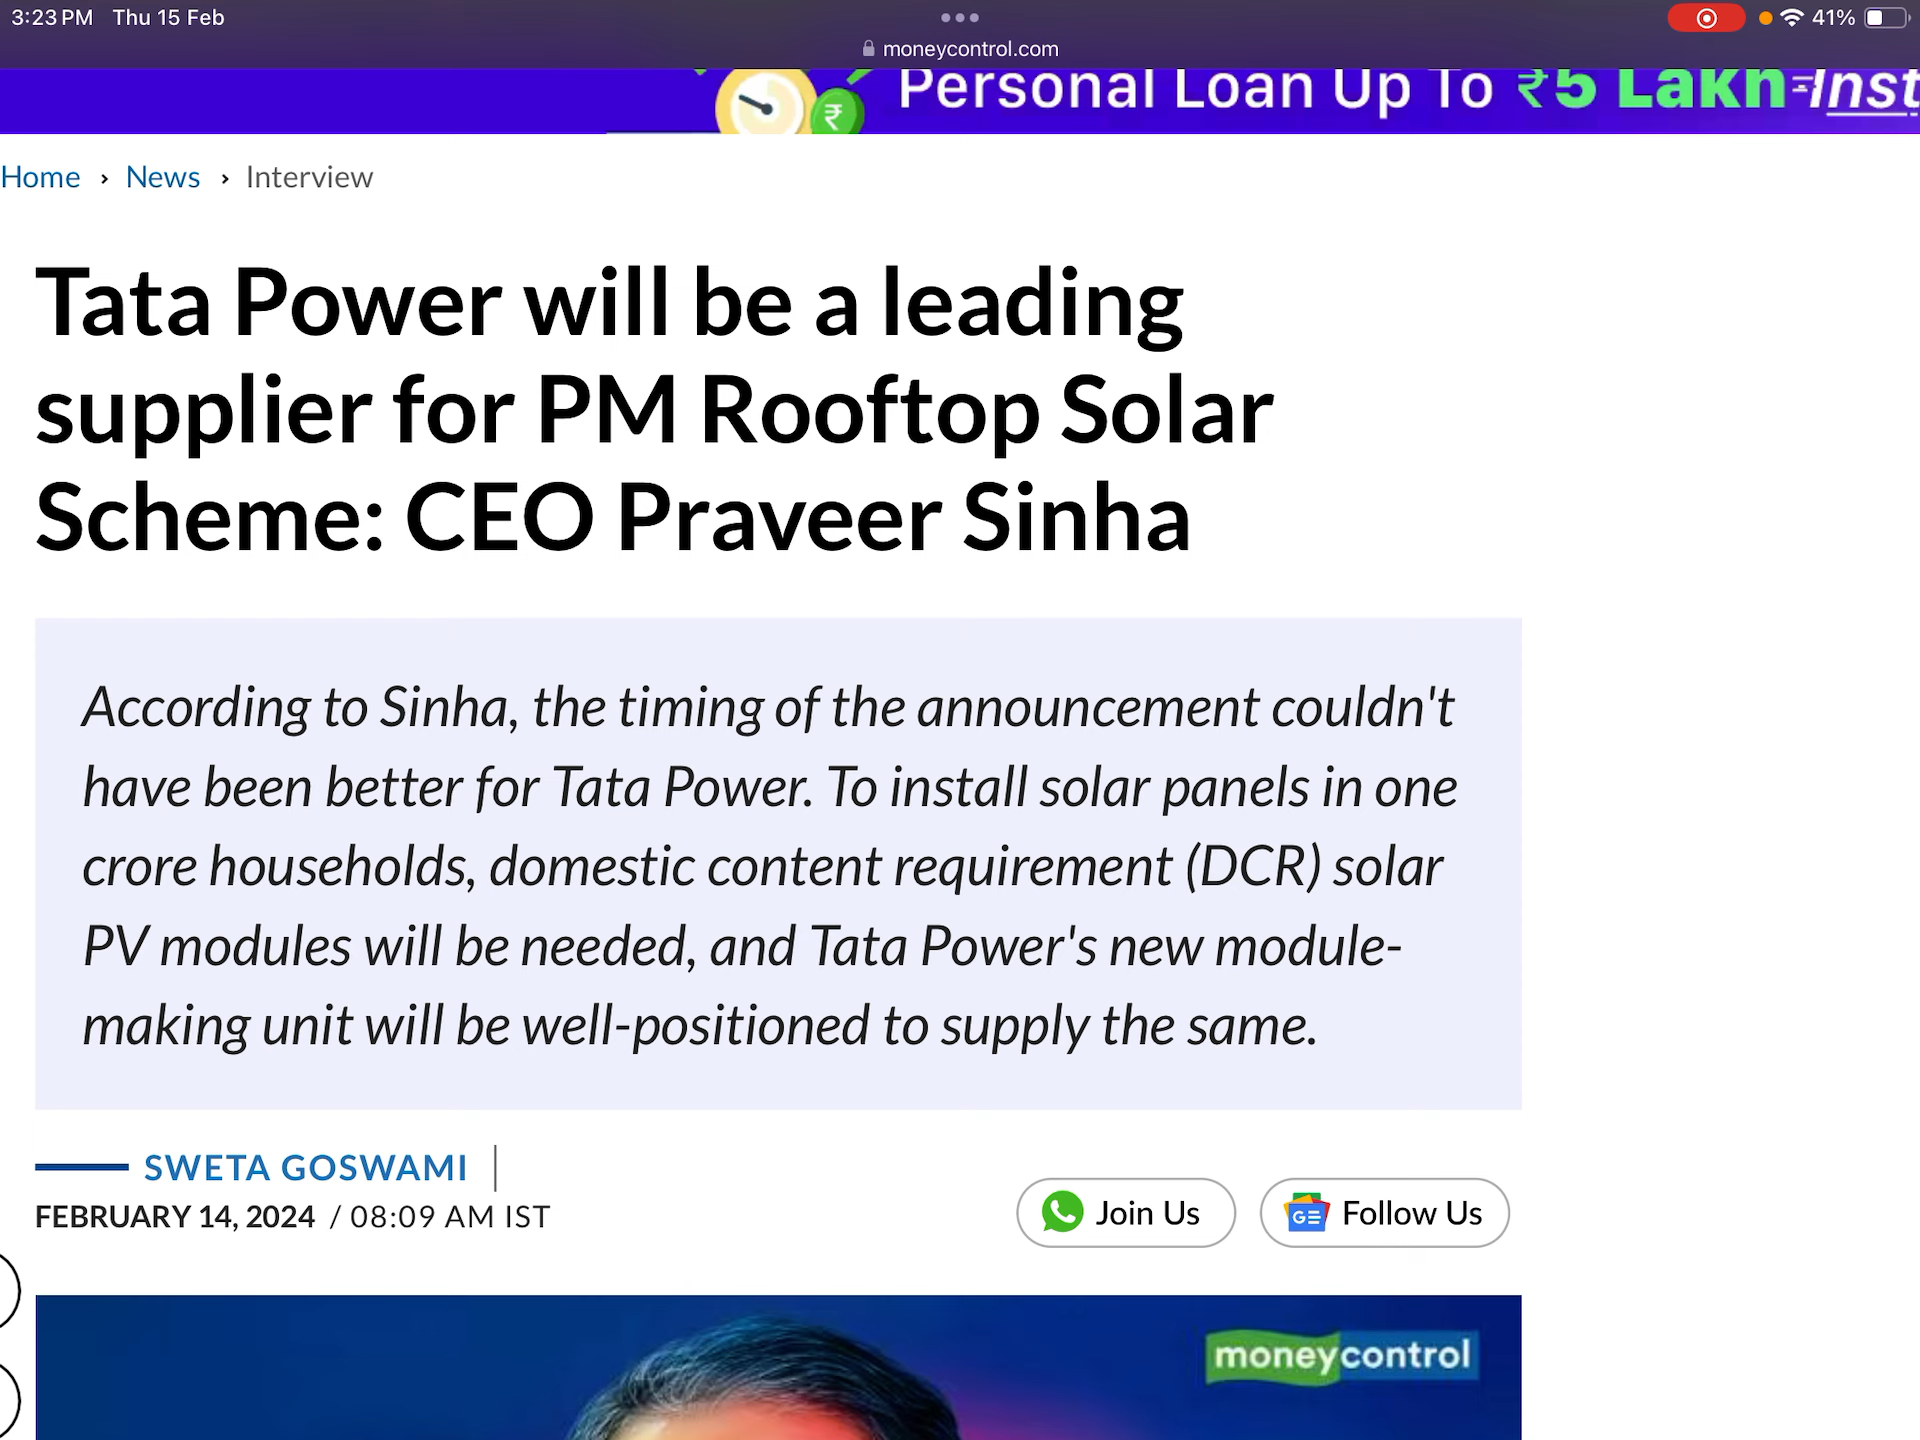 3:23 PM Thu 15 Feb
41%
moneycontrol.com
Personal Loan Up To ₹5 Lakh Inst
Home › News › Interview
Tata Power will be a leading
supplier for PM Rooftop Solar
Scheme: CEO Praveer Sinha
According to Sinha, the timing of the announcement couldn't
have been better for Tata Power. To install solar panels in one
crore households, domestic content requirement (DCR) solar
PV modules will be needed, and Tata Power's new module-
making unit will be well-positioned to supply the same.
SWETA GOSWAMI
FEBRUARY 14, 2024 / 08:09 AM IST
Join Us
GE Follow Us
moneycontrol